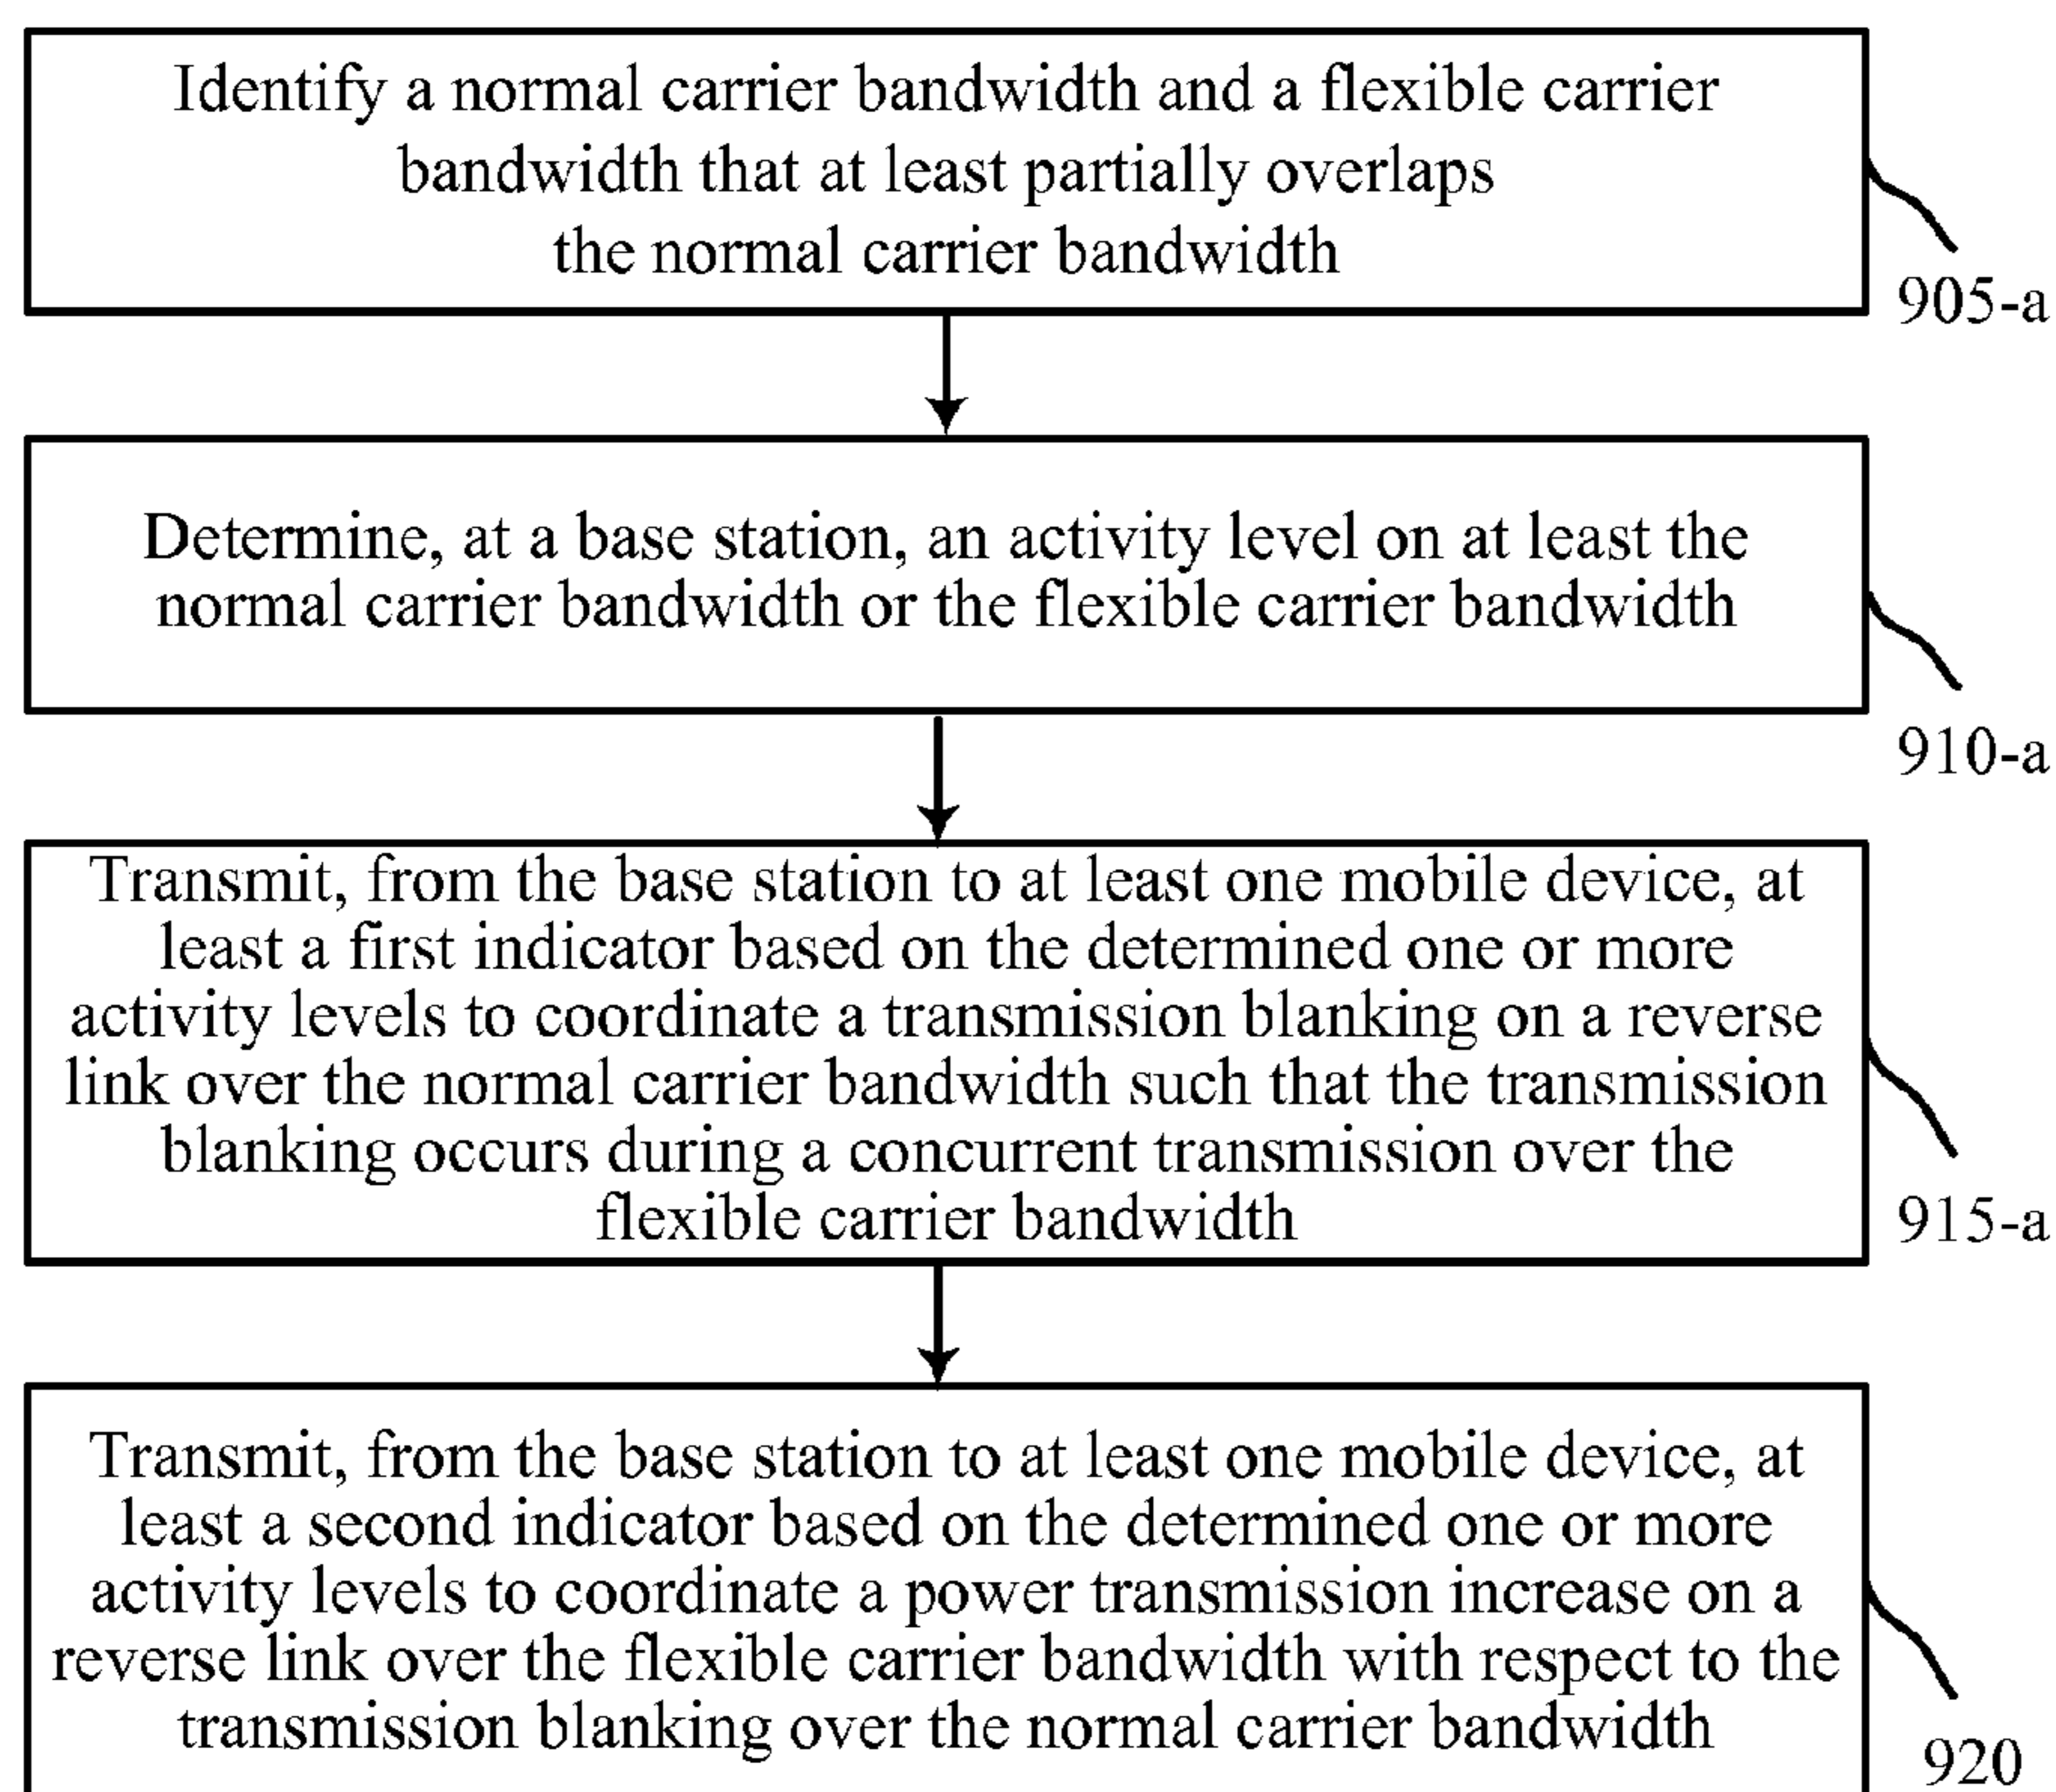 Identify a normal carrier bandwidth and a flexible carrier
bandwidth that at least partially overlaps
the normal carrier bandwidth
905-a
Determine, at a base station, an activity level on at least the
normal carrier bandwidth or the flexible carrier bandwidth
910-a
Transmit, from the base station to at least one mobile device, at
least a first indicator based on the determined one or more
activity levels to coordinate a transmission blanking on a reverse
link over the normal carrier bandwidth such that the transmission
blanking occurs during a concurrent transmission over the
flexible carrier bandwidth
915-a
Transmit, from the base station to at least one mobile device, at
least a second indicator based on the determined one or more
activity levels to coordinate a power transmission increase on a
reverse link over the flexible carrier bandwidth with respect to the
transmission blanking over the normal carrier bandwidth
920